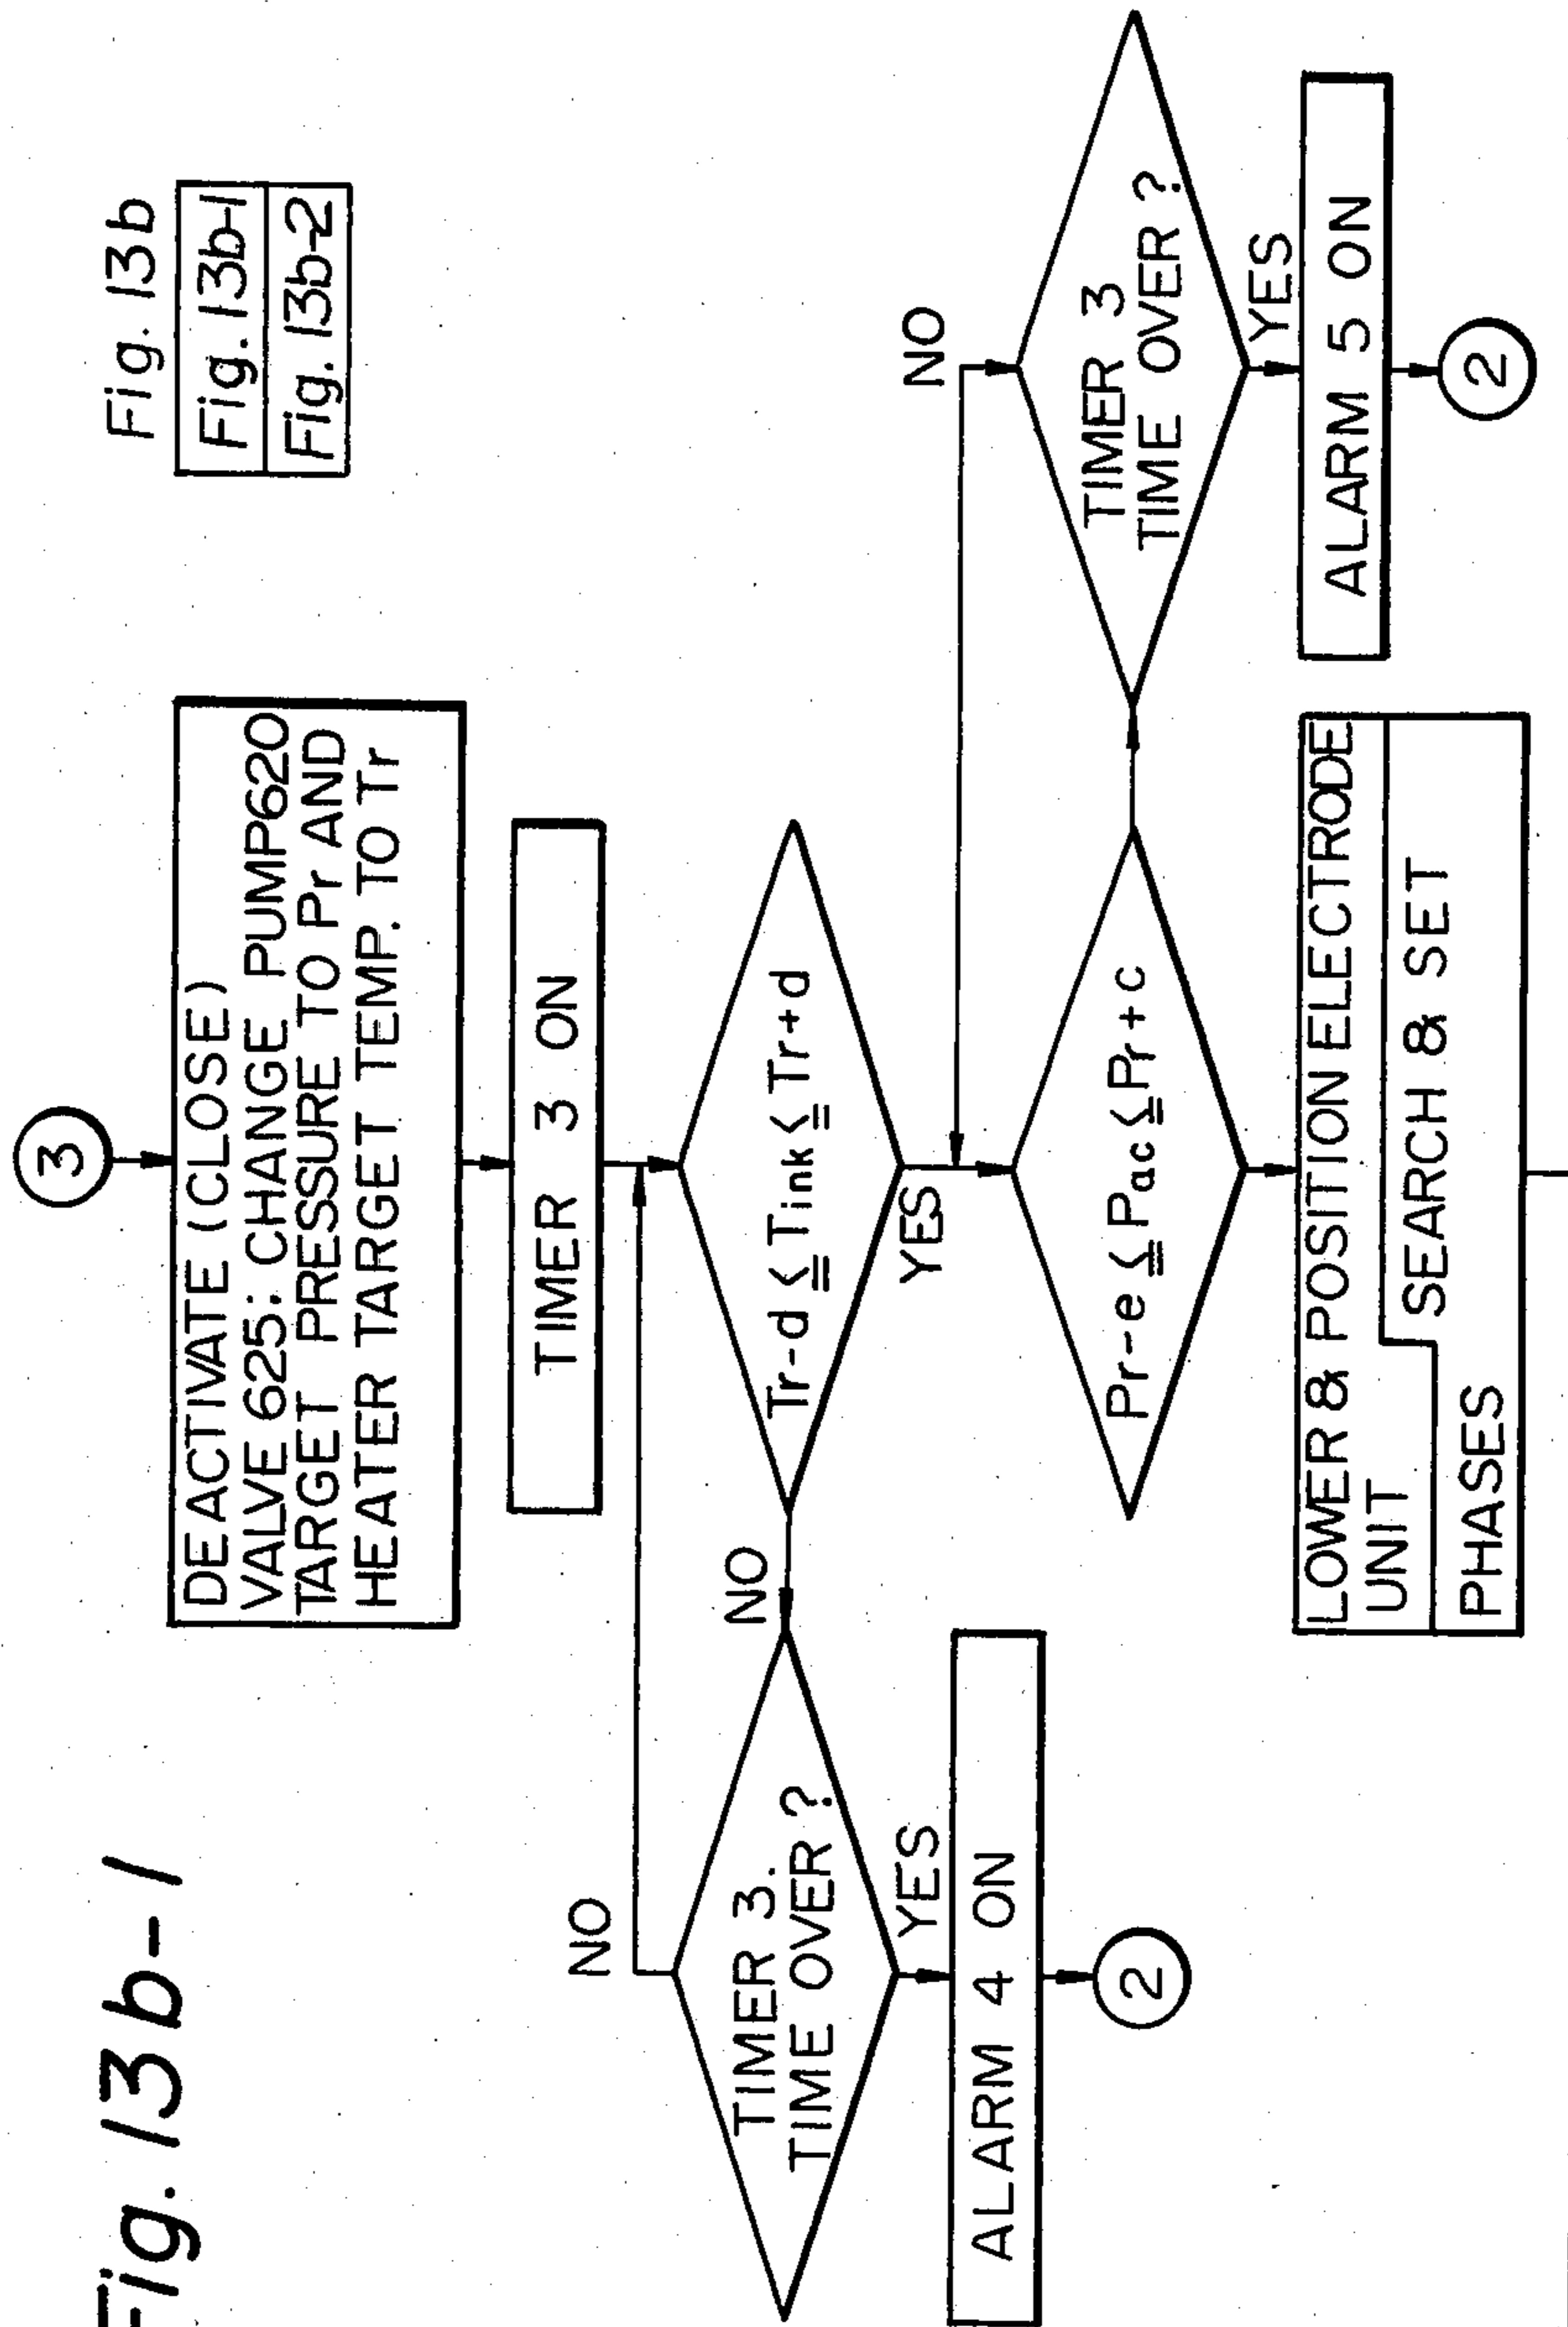 Fig. 13b-1
Fig. 13b
Fig. 13b-1
Fig. 13b-2
3
DEACTIVATE (CLOSE)
VALVE 625: CHANGE PUMP620
TARGET PRESSURE TO Pr AND
HEATER TARGET TEMP. TO Tr
TIMER 3 ON
NO
Tr-d ≦ Tink ≦ Tr+d
NO
TIMER 3.
TIME OVER ?
YES
ALARM 4 ON
2
YES
NO
Pr-e ≦ Pac ≦ Pr+c
TIMER 3
TIME OVER ?
YES
ALARM 5 ON
2
LOWER & POSITION ELECTRODE
UNIT
SEARCH & SET
PHASES